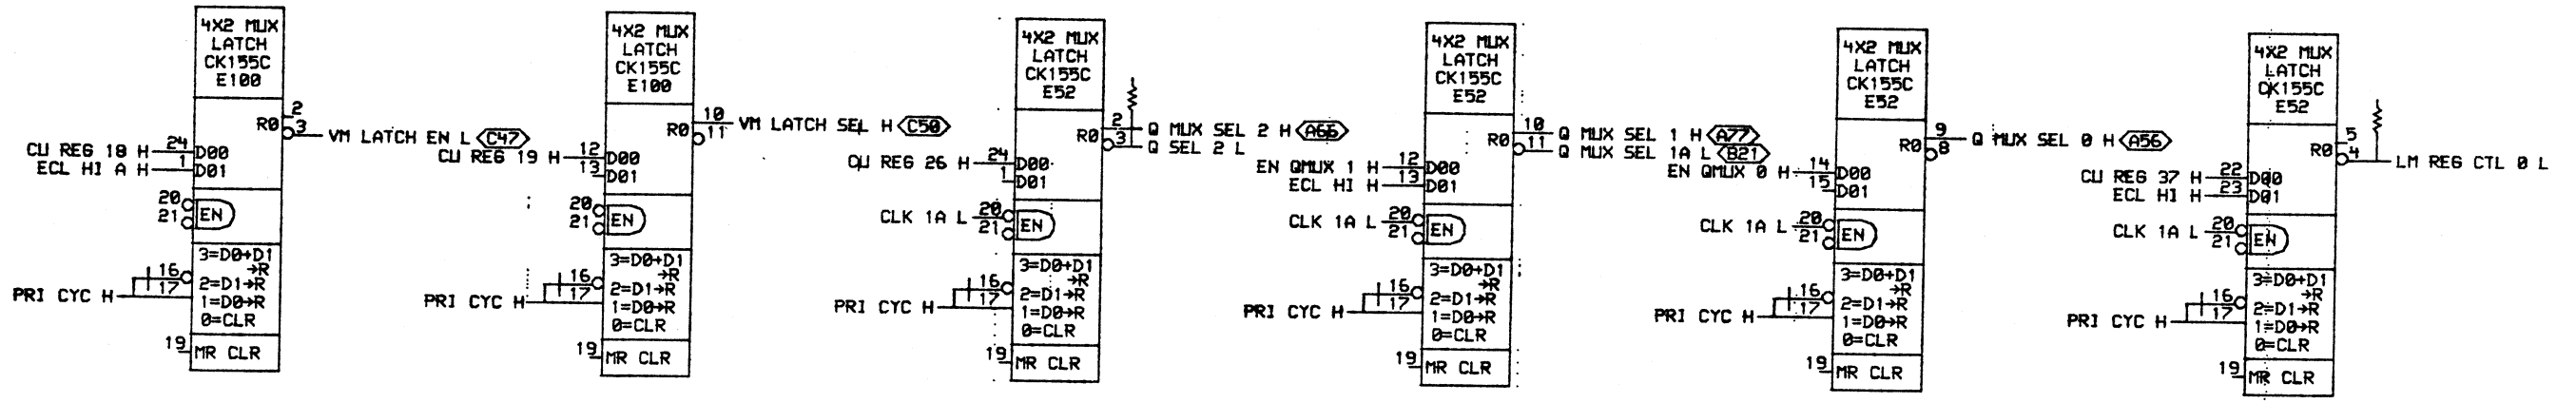 4X2 MUX
LATCH
CK155C
E100
2
R0
3
VM LATCH EN L C47
CU REG 18 H 24 D00
ECL HI A H 1 D01
20
21 EN
3=D0+D1
→R
16
17 2=D1→R
PRI CYC H 1=D0→R
0=CLR
19 MR CLR
4X2 MUX
LATCH
CK155C
E100
10
R0
11
VM LATCH SEL H C50
CU REG 19 H 12 D00
13 D01
20
21 EN
3=D0+D1
→R
16
17 2=D1→R
PRI CYC H 1=D0→R
0=CLR
19 MR CLR
4X2 MUX
LATCH
CK155C
E52
2 Q MUX SEL 2 H A66
R0
3 Q SEL 2 L
CU REG 26 H 24 D00
1 D01
CLK 1A L 20
21 EN
3=D0+D1
→R
16
17 2=D1→R
PRI CYC H 1=D0→R
0=CLR
19 MR CLR
4X2 MUX
LATCH
CK155C
E52
10 Q MUX SEL 1 H A77
R0
11 Q MUX SEL 1A L B21
EN QMUX 1 H 12 D00
ECL HI H 13 D01
CLK 1A L 20
21 EN
3=D0+D1
→R
16
17 2=D1→R
PRI CYC H 1=D0→R
0=CLR
19 MR CLR
4X2 MUX
LATCH
CK155C
E52
9 Q MUX SEL 0 H A56
R0
8
EN QMUX 0 H 14 D00
15 D01
CLK 1A L 20
21 EN
3=D0+D1
→R
16
17 2=D1→R
PRI CYC H 1=D0→R
0=CLR
19 MR CLR
4X2 MUX
LATCH
CK155C
E52
5
R0
4 LM REG CTL 0 L
CU REG 37 H 22 D00
ECL HI H 23 D01
CLK 1A L 20
21 EN
3=D0+D1
→R
16
17 2=D1→R
PRI CYC H 1=D0→R
0=CLR
19 MR CLR